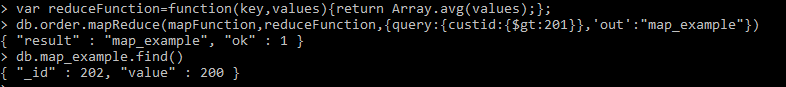 > var reduceFunction=function(key,values){return Array.avg(values);};
> db.order.mapReduce(mapFunction,reduceFunction,{query:{custid:{$gt:201}},'out':"map_example"})
{ "result" : "map_example", "ok" : 1 }
> db.map_example.find()
{ "_id" : 202, "value" : 200 }